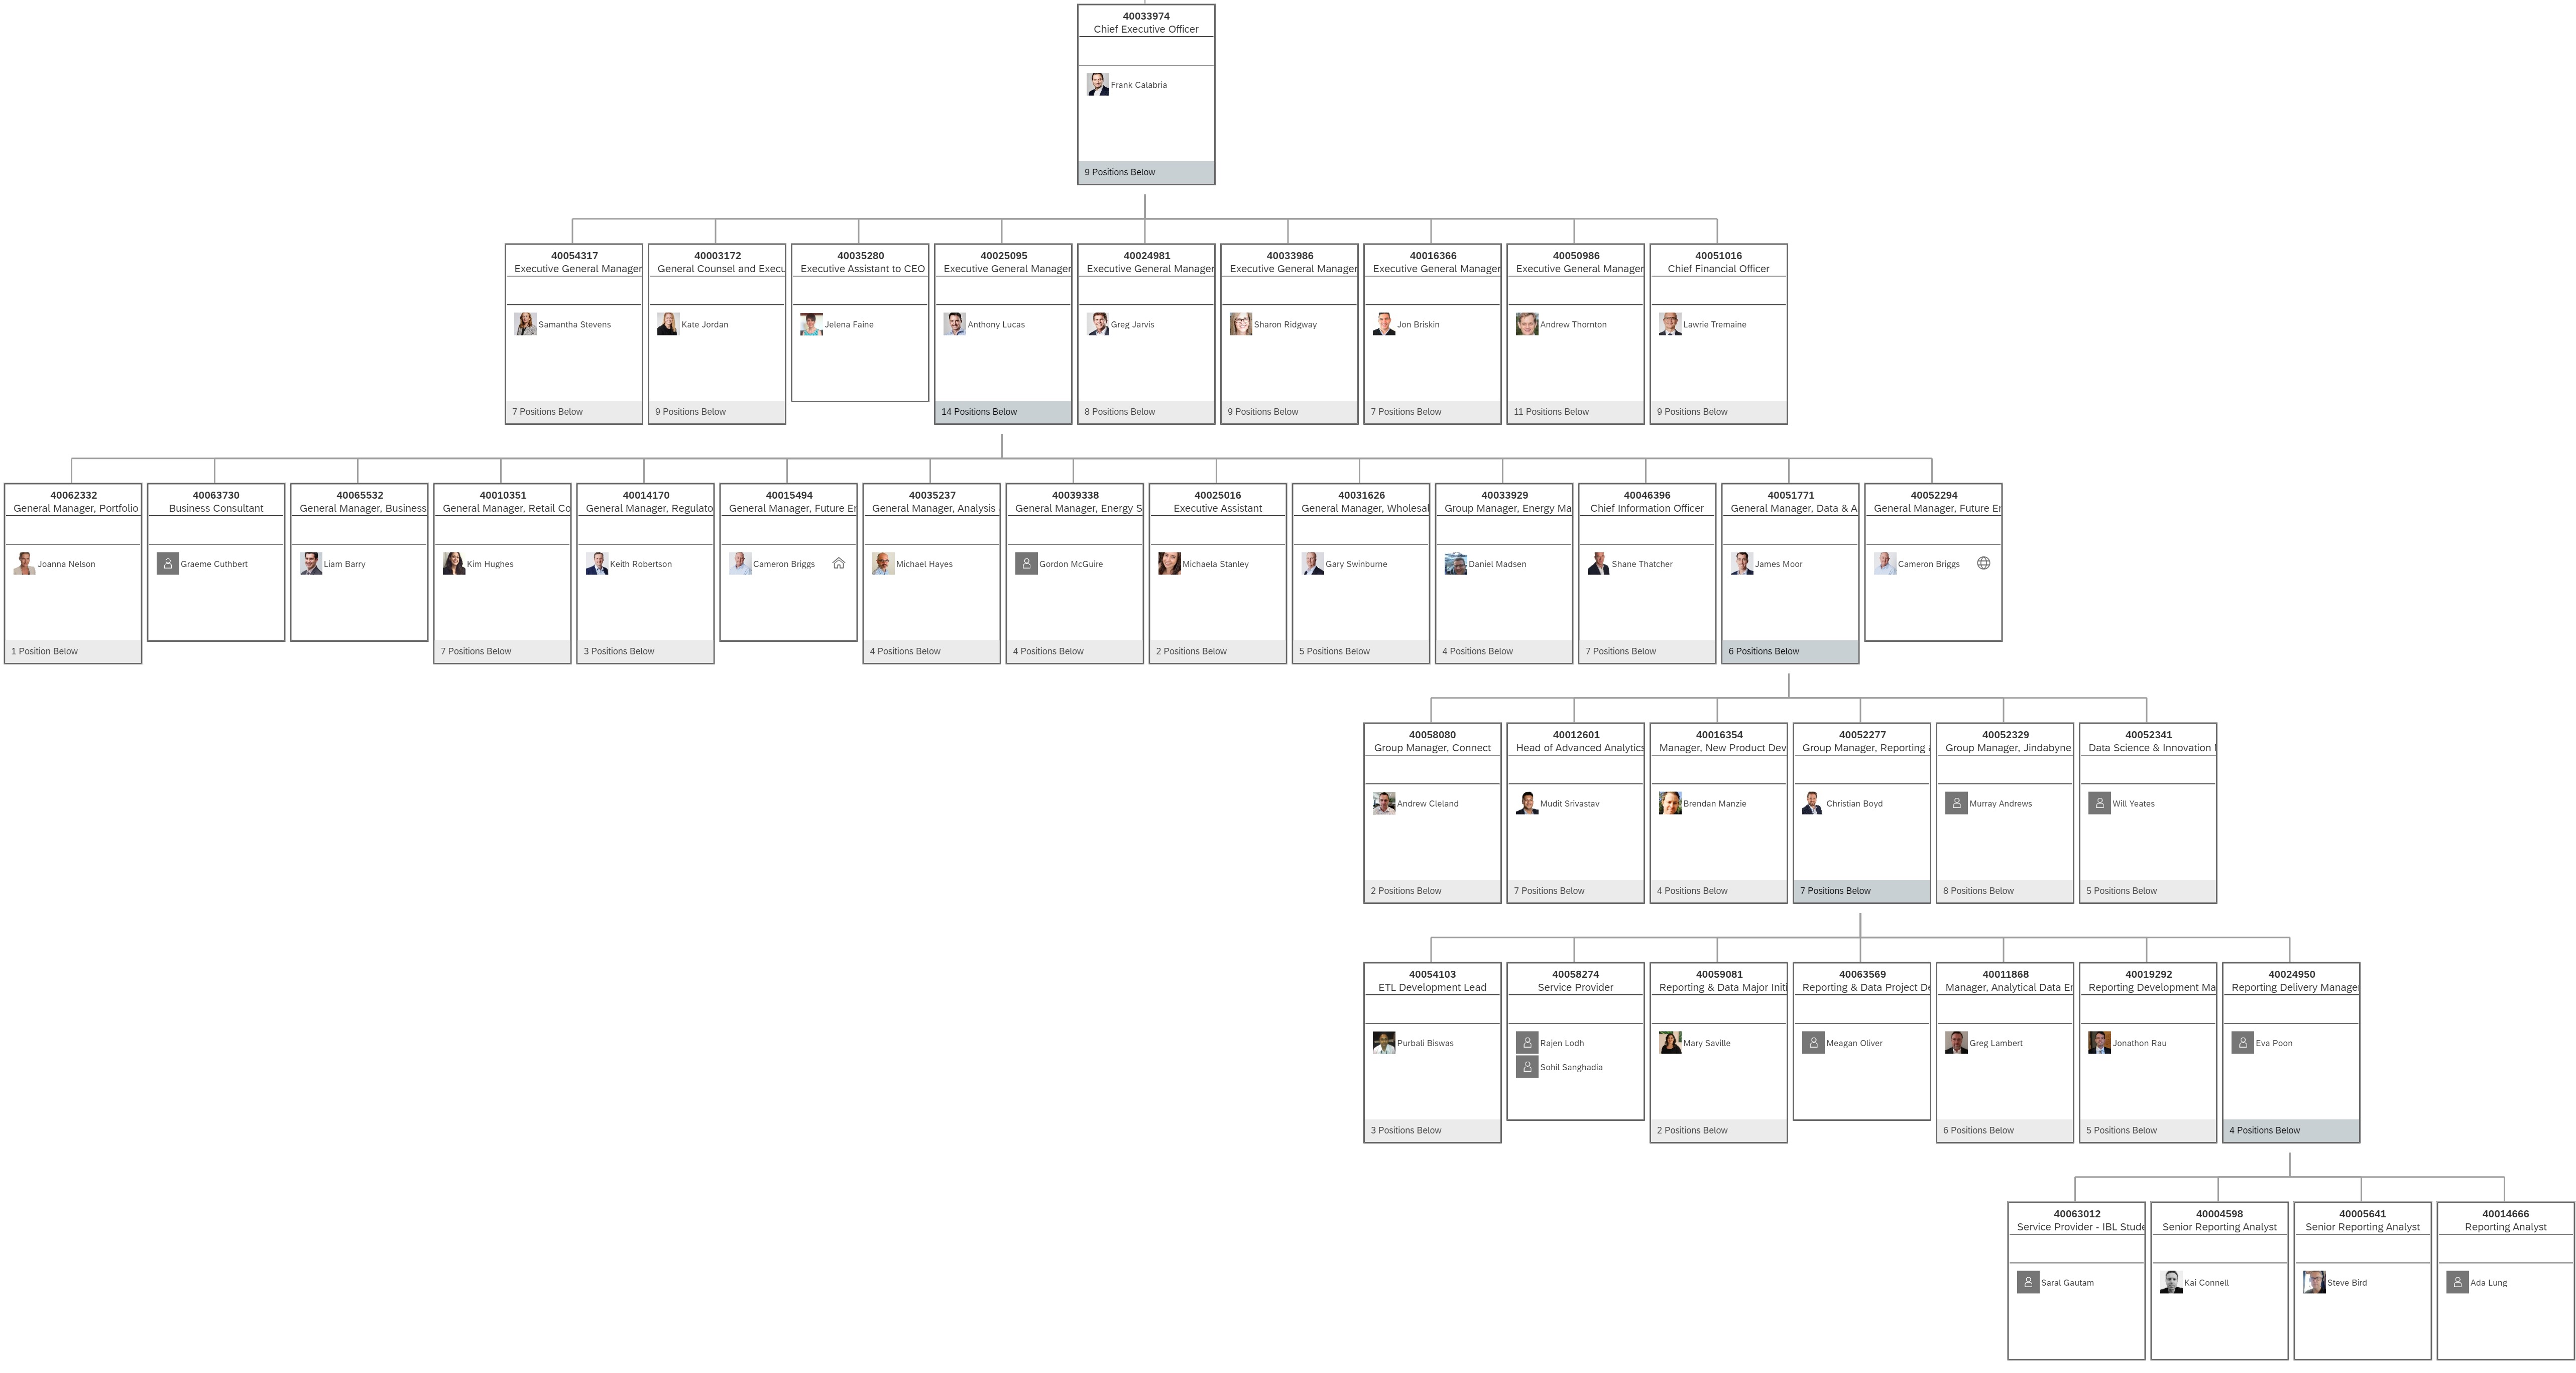 40033974
Chief Executive Officer
Frank Calabria
9 Positions Below
40054317
Executive General Manager
Samantha Stevens
7 Positions Below
40003172
General Counsel and Execu
Kate Jordan
9 Positions Below
40035280
Executive Assistant to CEO
Jelena Faine
40025095
Executive General Manager
Anthony Lucas
14 Positions Below
40024981
Executive General Manager
Greg Jarvis
8 Positions Below
40033986
Executive General Manager
Sharon Ridgway
9 Positions Below
40016366
Executive General Manager
Jon Briskin
7 Positions Below
40050986
Executive General Manager
Andrew Thornton
11 Positions Below
40051016
Chief Financial Officer
Lawrie Tremaine
9 Positions Below
40062332
General Manager, Portfolio
Joanna Nelson
1 Position Below
40063730
Business Consultant
Graeme Cuthbert
40065532
General Manager, Business
Liam Barry
40010351
General Manager, Retail Co
Kim Hughes
7 Positions Below
40014170
General Manager, Regulato
Keith Robertson
3 Positions Below
40015494
General Manager, Future En
Cameron Briggs
40035237
General Manager, Analysis
Michael Hayes
4 Positions Below
40039338
General Manager, Energy S
Gordon McGuire
4 Positions Below
40025016
Executive Assistant
Michaela Stanley
2 Positions Below
40031626
General Manager, Wholesal
Gary Swinburne
5 Positions Below
40033929
Group Manager, Energy Ma
Daniel Madsen
4 Positions Below
40046396
Chief Information Officer
Shane Thatcher
7 Positions Below
40051771
General Manager, Data & A
James Moor
6 Positions Below
40052294
General Manager, Future En
Cameron Briggs
40058080
Group Manager, Connect
Andrew Cleland
2 Positions Below
40012601
Head of Advanced Analytics
Mudit Srivastav
7 Positions Below
40016354
Manager, New Product Dev
Brendan Manzie
4 Positions Below
40052277
Group Manager, Reporting
Christian Boyd
7 Positions Below
40052329
Group Manager, Jindabyne
Murray Andrews
8 Positions Below
40052341
Data Science & Innovation
Will Yeates
5 Positions Below
40054103
ETL Development Lead
Purbali Biswas
3 Positions Below
40058274
Service Provider
Rajen Lodh
Sohil Sanghadia
40059081
Reporting & Data Major Initi
Mary Saville
2 Positions Below
40063569
Reporting & Data Project De
Meagan Oliver
40011868
Manager, Analytical Data En
Greg Lambert
6 Positions Below
40019292
Reporting Development Ma
Jonathon Rau
5 Positions Below
40024950
Reporting Delivery Manager
Eva Poon
4 Positions Below
40063012
Service Provider - IBL Stude
Saral Gautam
40004598
Senior Reporting Analyst
Kai Connell
40005641
Senior Reporting Analyst
Steve Bird
40014666
Reporting Analyst
Ada Lung